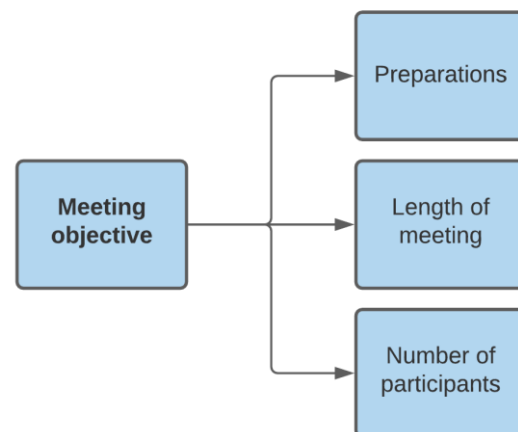 Preparations
Meeting
objective
Length of
meeting
Number of
participants